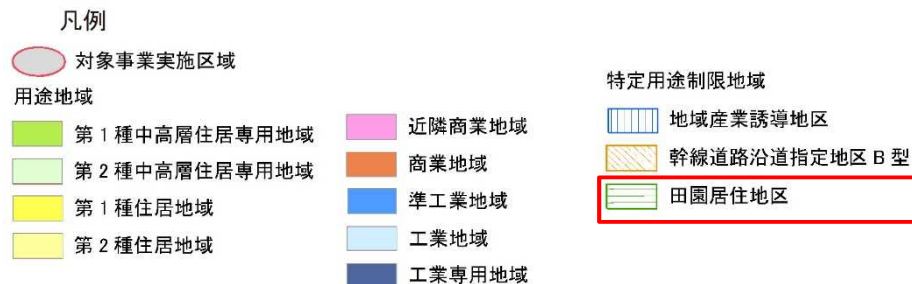 凡例
対象事業実施区域
用途地域
第1種中高層住居専用地域
第2種中高層住居専用地域
第1種住居地域
第2種住居地域
近隣商業地域
商業地域
準工業地域
工業地域
工業専用地域
特定用途制限地域
地域産業誘導地区
幹線道路沿道指定地区B型
田園居住地区